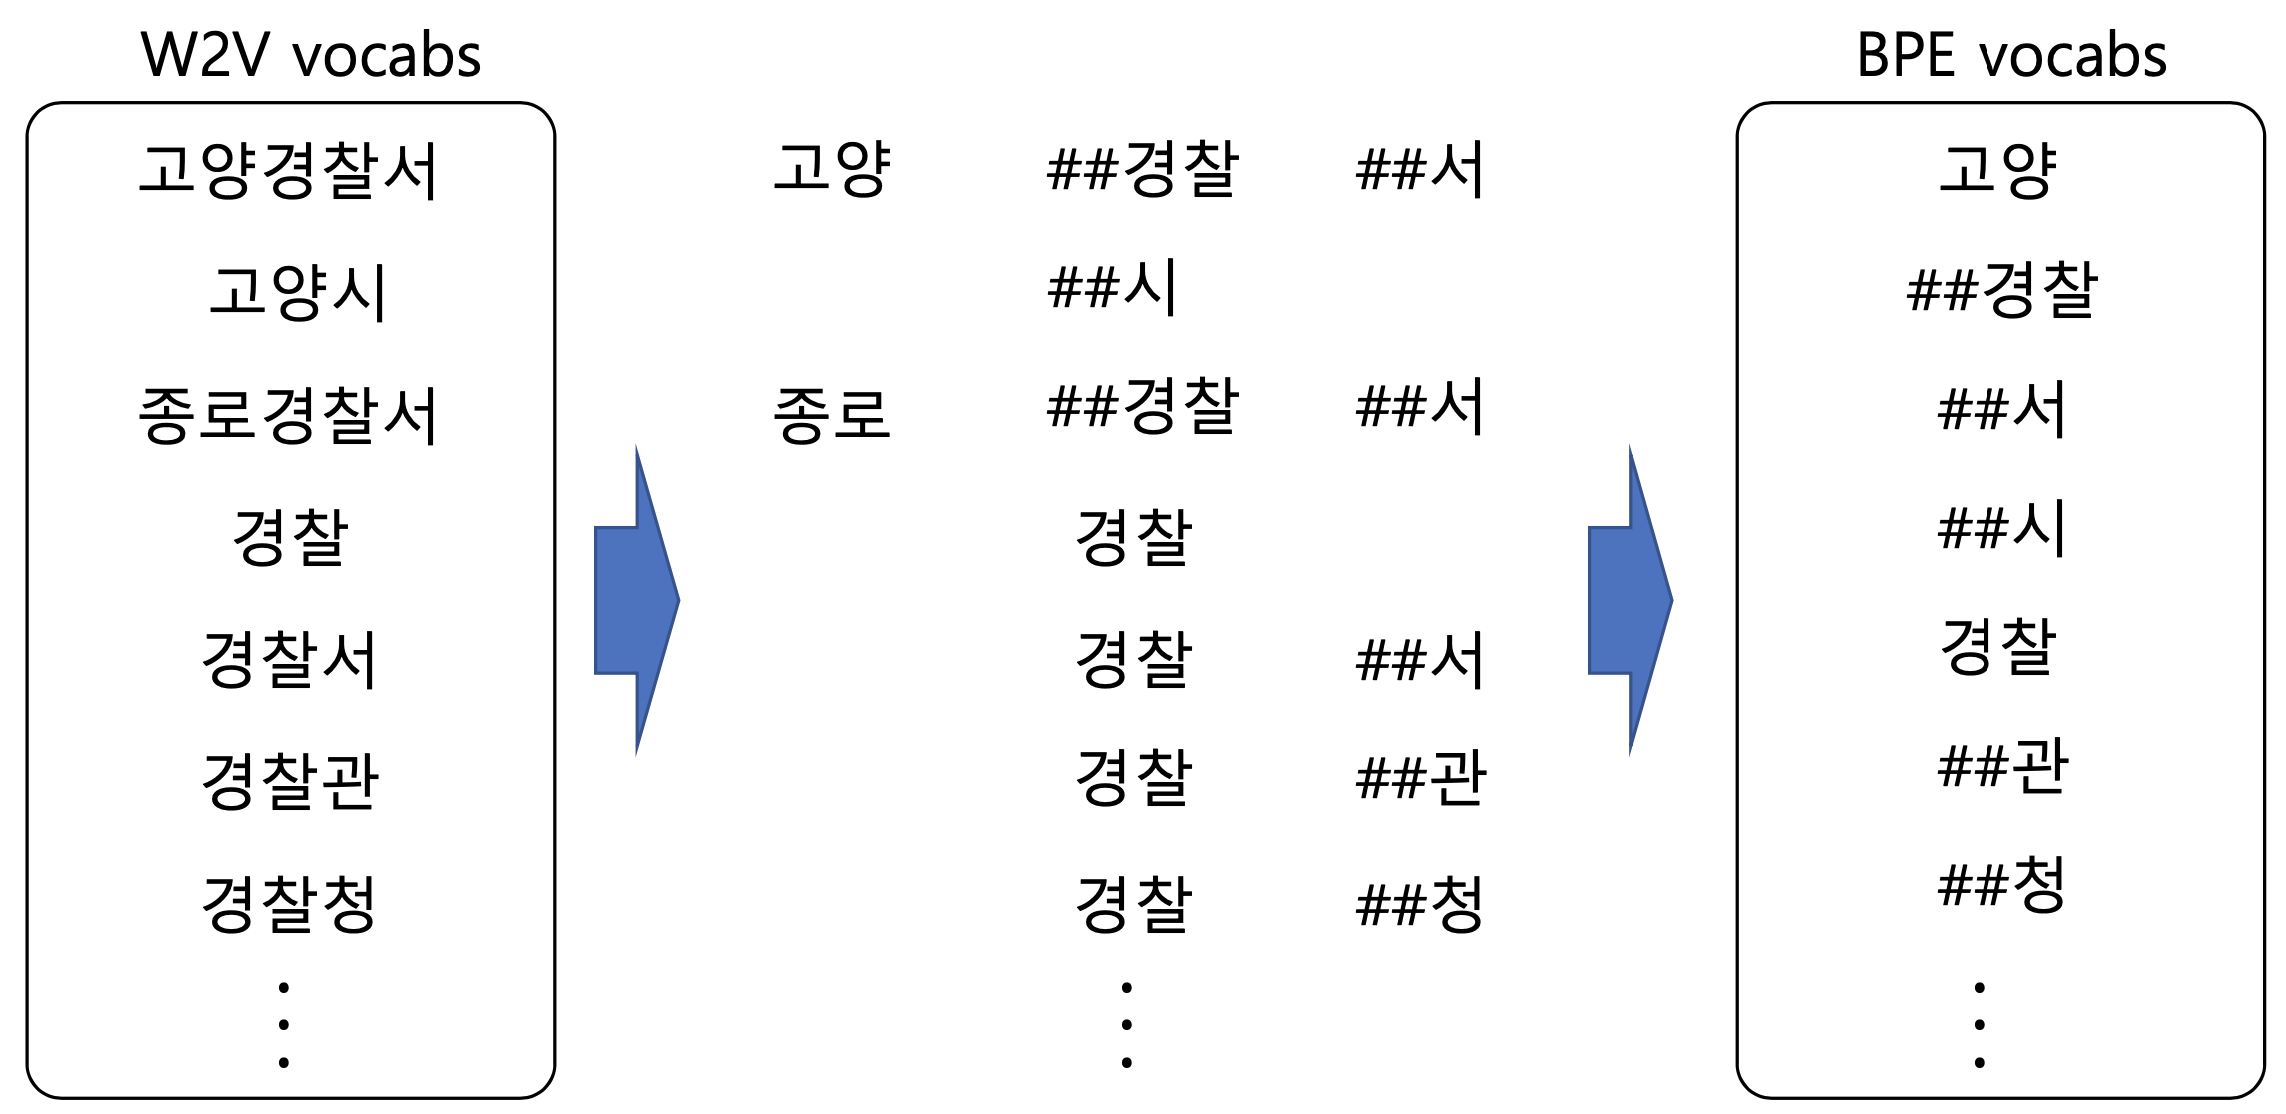 W2V vocabs
고양경찰서
고양시
종로경찰서
경찰
경찰서
경찰관
경찰청
고양 ##경찰 ##서
##시
종로 ##경찰 ##서
경찰
경찰 ##서
경찰 ##관
경찰 ##청
BPE vocabs
고양
##경찰
##서
##시
경찰
##관
##청